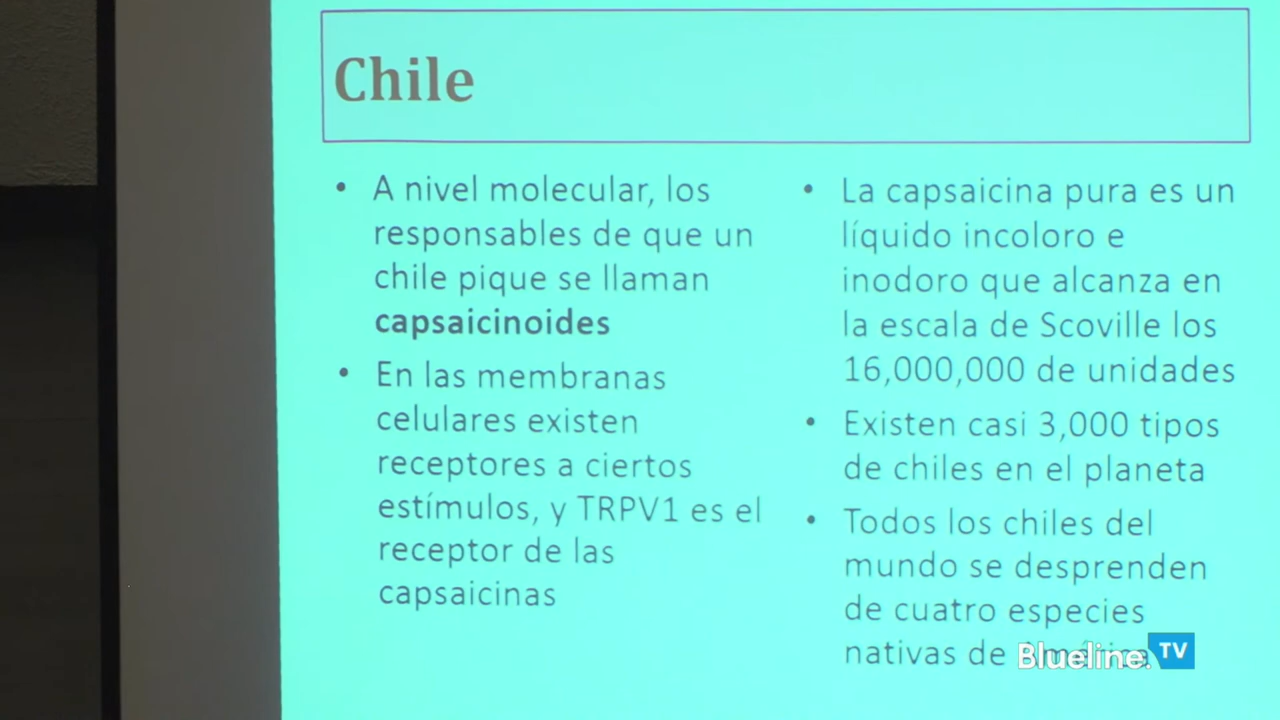 Chile
• A nivel molecular, los
responsables de que un
chile pique se llaman
capsaicinoides
• En las membranas
celulares existen
receptores a ciertos
estímulos, y TRPV1 es el
receptor de las
capsaicinas
• La capsaicina pura es un
líquido incoloro e
inodoro que alcanza en
la escala de Scoville los
16,000,000 de unidades
• Existen casi 3,000 tipos
de chiles en el planeta
• Todos los chiles del
mundo se desprenden
de cuatro especies
nativas de América
Blueline. TV